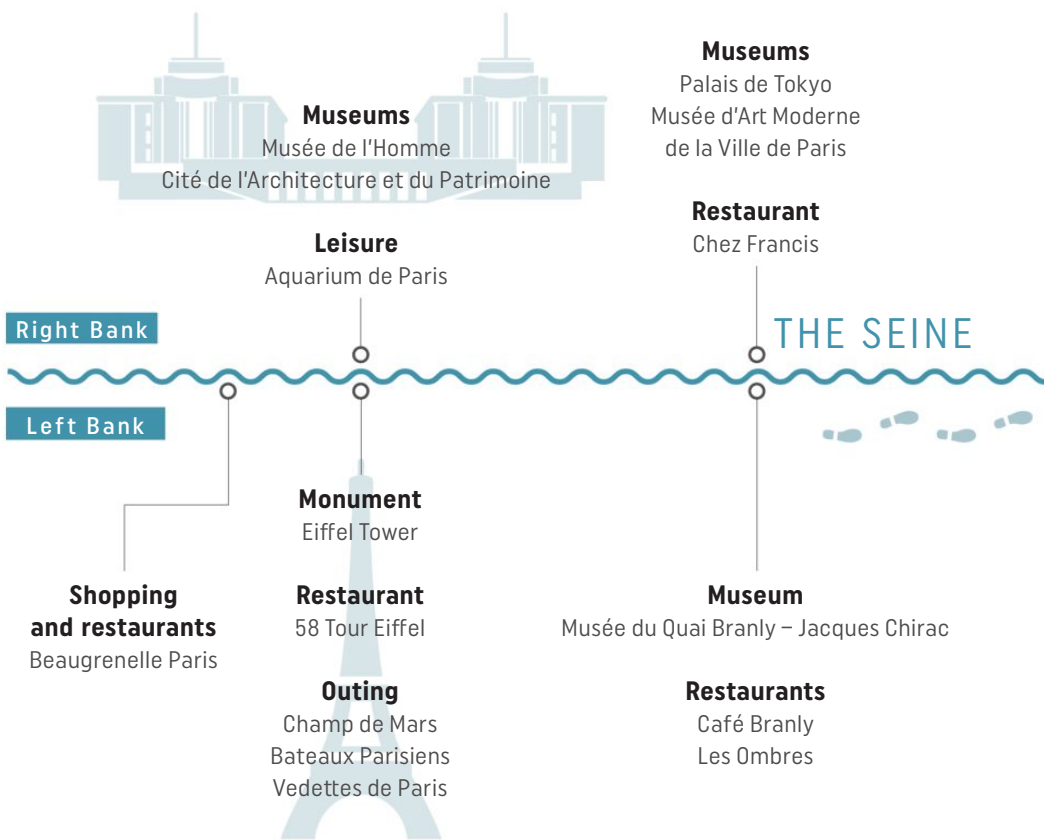 Museums
Musée de l'Homme
Cité de l'Architecture et du Patrimoine
Leisure
Aquarium de Paris
Museums
Palais de Tokyo
Musée d'Art Moderne
de la Ville de Paris
Restaurant
Chez Francis
Right Bank
THE SEINE
Left Bank
Shopping
and restaurants
Beaugrenelle Paris
Monument
Eiffel Tower
Restaurant
58 Tour Eiffel
Outing
Champ de Mars
Bateaux Parisiens
Vedettes de Paris
Museum
Musée du Quai Branly – Jacques Chirac
Restaurants
Café Branly
Les Ombres